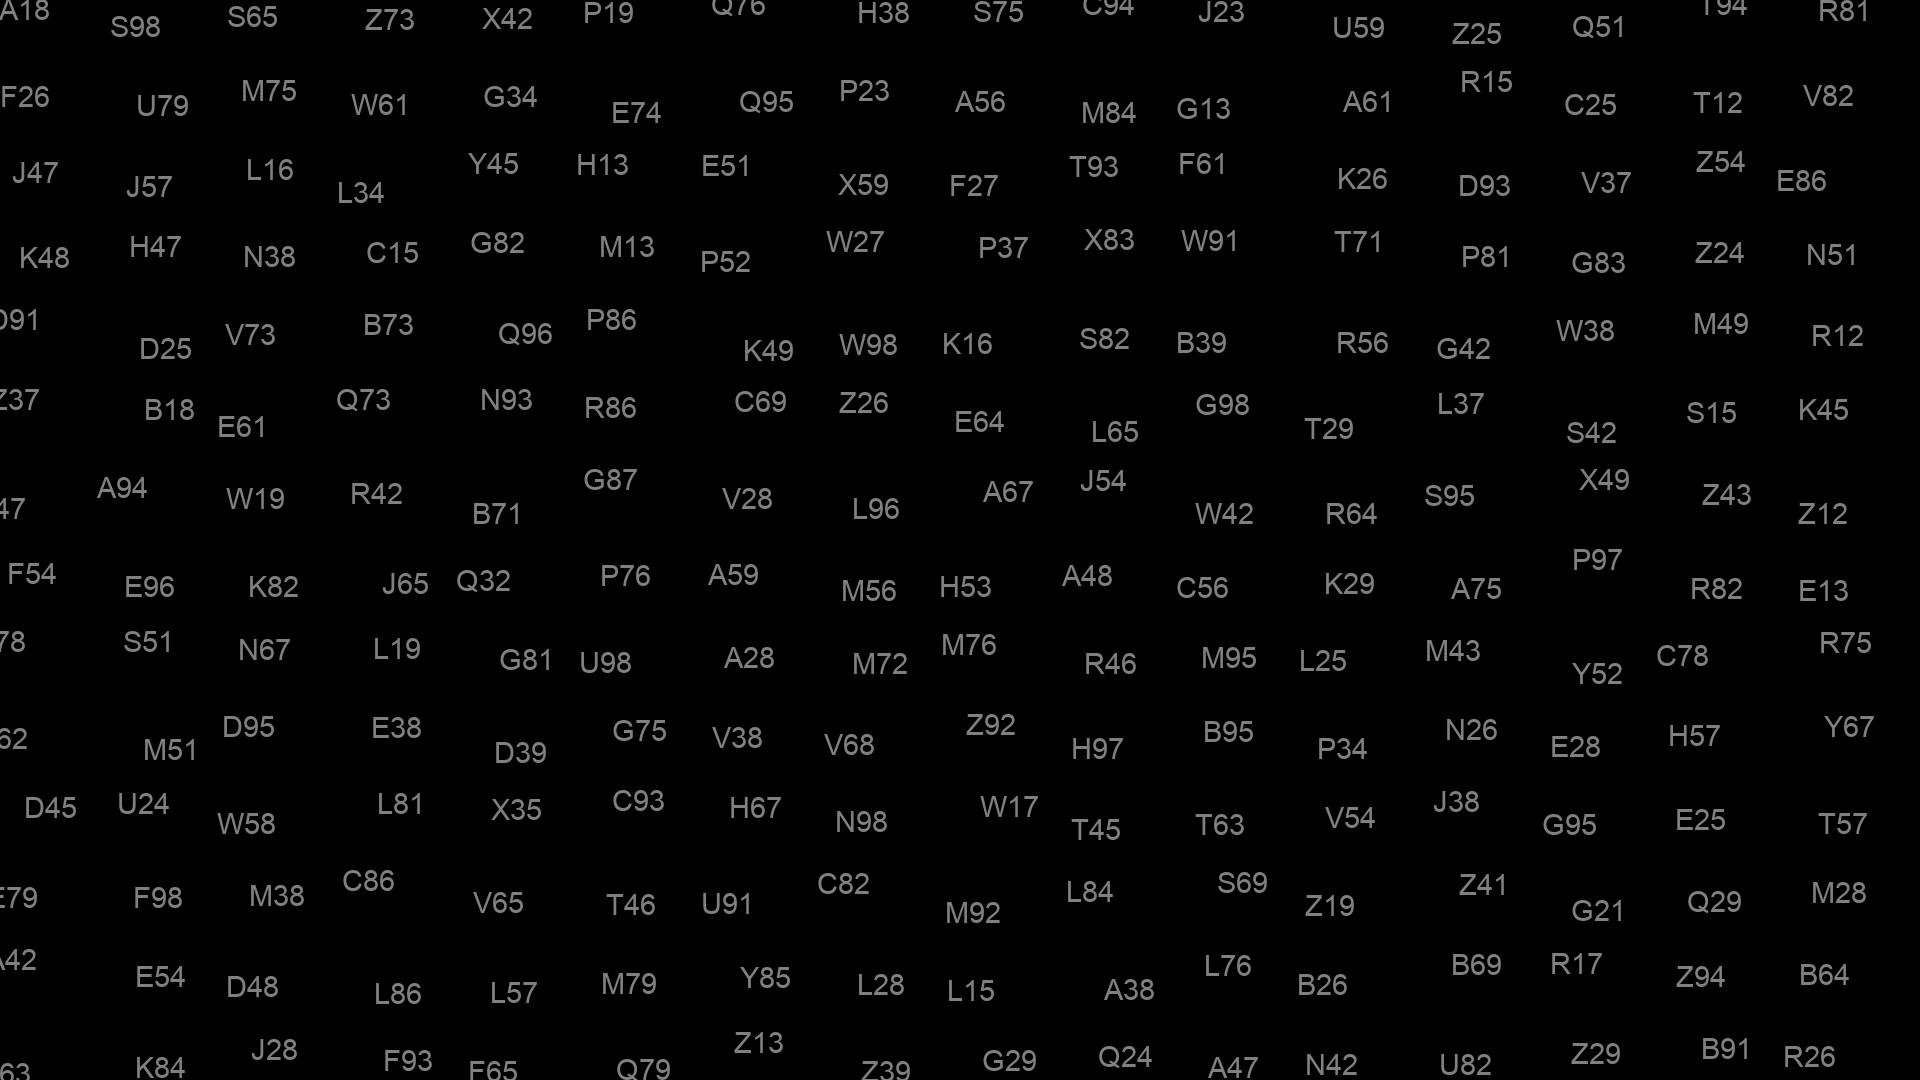 A18 S98 S65 Z73 X42 P19 Q76 H38 S75 C94 J23 U59 Z25 Q51 T94 R81
F26 U79 M75 W61 G34 E74 Q95 P23 A56 M84 G13 A61 R15 C25 T12 V82
J47 J57 L16 L34 Y45 H13 E51 X59 F27 T93 F61 K26 D93 V37 Z54 E86
K48 H47 N38 C15 G82 M13 P52 W27 P37 X83 W91 T71 P81 G83 Z24 N51
D91 D25 V73 B73 Q96 P86 K49 W98 K16 S82 B39 R56 G42 W38 M49 R12
Z37 B18 E61 Q73 N93 R86 C69 Z26 E64 L65 G98 T29 L37 S42 S15 K45
47 A94 W19 R42 B71 G87 V28 L96 A67 J54 W42 R64 S95 X49 Z43 Z12
F54 E96 K82 J65 Q32 P76 A59 M56 H53 A48 C56 K29 A75 P97 R82 E13
78 S51 N67 L19 G81 U98 A28 M72 M76 R46 M95 L25 M43 Y52 C78 R75
62 M51 D95 E38 D39 G75 V38 V68 Z92 H97 B95 P34 N26 E28 H57 Y67
D45 U24 W58 L81 X35 C93 H67 N98 W17 T45 T63 V54 J38 G95 E25 T57
E79 F98 M38 C86 V65 T46 U91 C82 M92 L84 S69 Z19 Z41 G21 Q29 M28
A42 E54 D48 L86 L57 M79 Y85 L28 L15 A38 L76 B26 B69 R17 Z94 B64
63 K84 J28 F93 F65 Q79 Z13 Z39 G29 Q24 A47 N42 U82 Z29 B91 R26